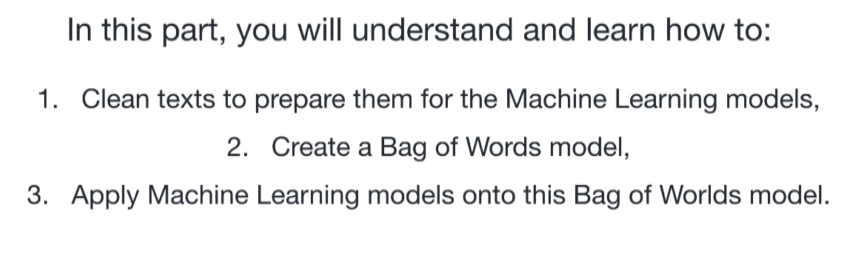 In this part, you will understand and learn how to:
1. Clean texts to prepare them for the Machine Learning models,
2. Create a Bag of Words model,
3. Apply Machine Learning models onto this Bag of Worlds model.